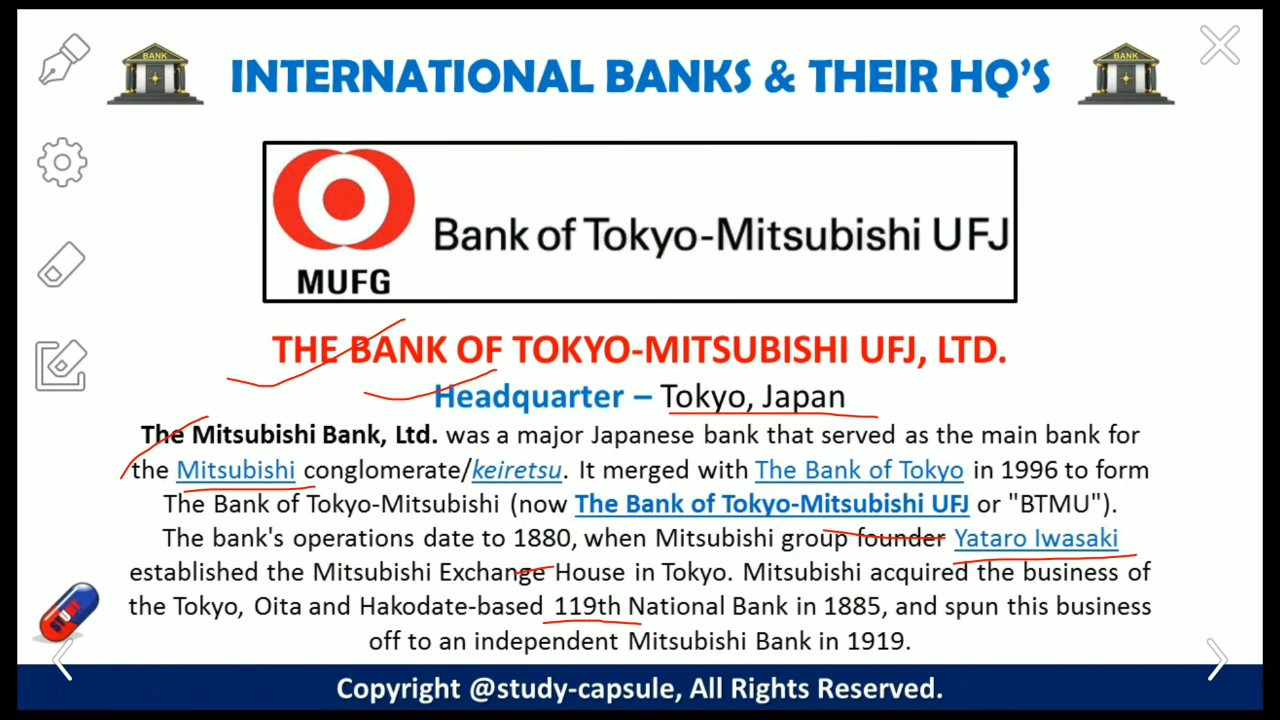 BANK
INTERNATIONAL BANKS & THEIR HQ'S
BANK
Bank of Tokyo-Mitsubishi UFJ
MUFG
THE BANK OF TOKYO-MITSUBISHI UFJ, LTD.
Headquarter – Tokyo, Japan
The Mitsubishi Bank, Ltd. was a major Japanese bank that served as the main bank for
the Mitsubishi conglomerate/keiretsu. It merged with The Bank of Tokyo in 1996 to form
The Bank of Tokyo-Mitsubishi (now The Bank of Tokyo-Mitsubishi UFJ or "BTMU").
The bank's operations date to 1880, when Mitsubishi group founder Yataro Iwasaki
established the Mitsubishi Exchange House in Tokyo. Mitsubishi acquired the business of
the Tokyo, Oita and Hakodate-based 119th National Bank in 1885, and spun this business
off to an independent Mitsubishi Bank in 1919.
STUDY
Copyright @study-capsule, All Rights Reserved.